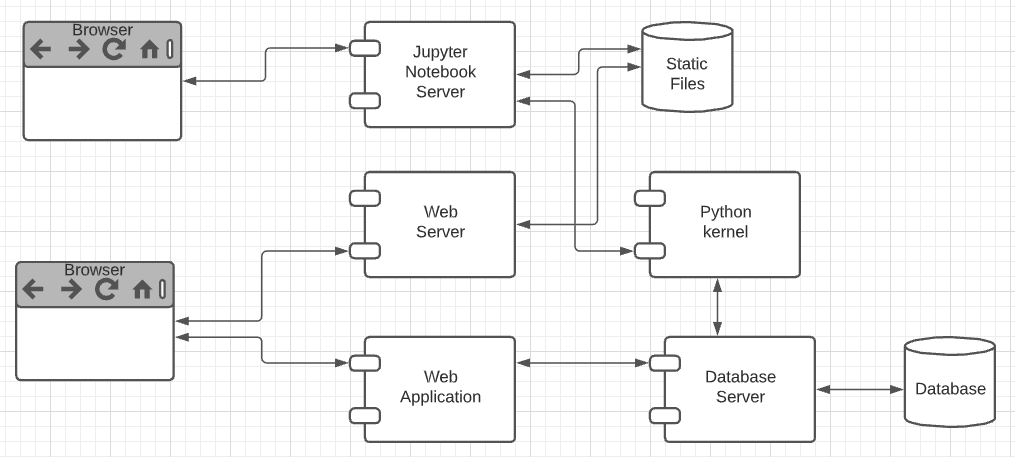 Browser
Jupyter
Notebook
Server
Static
Files
Web
Server
Python
kernel
Browser
Web
Application
Database
Server
Database